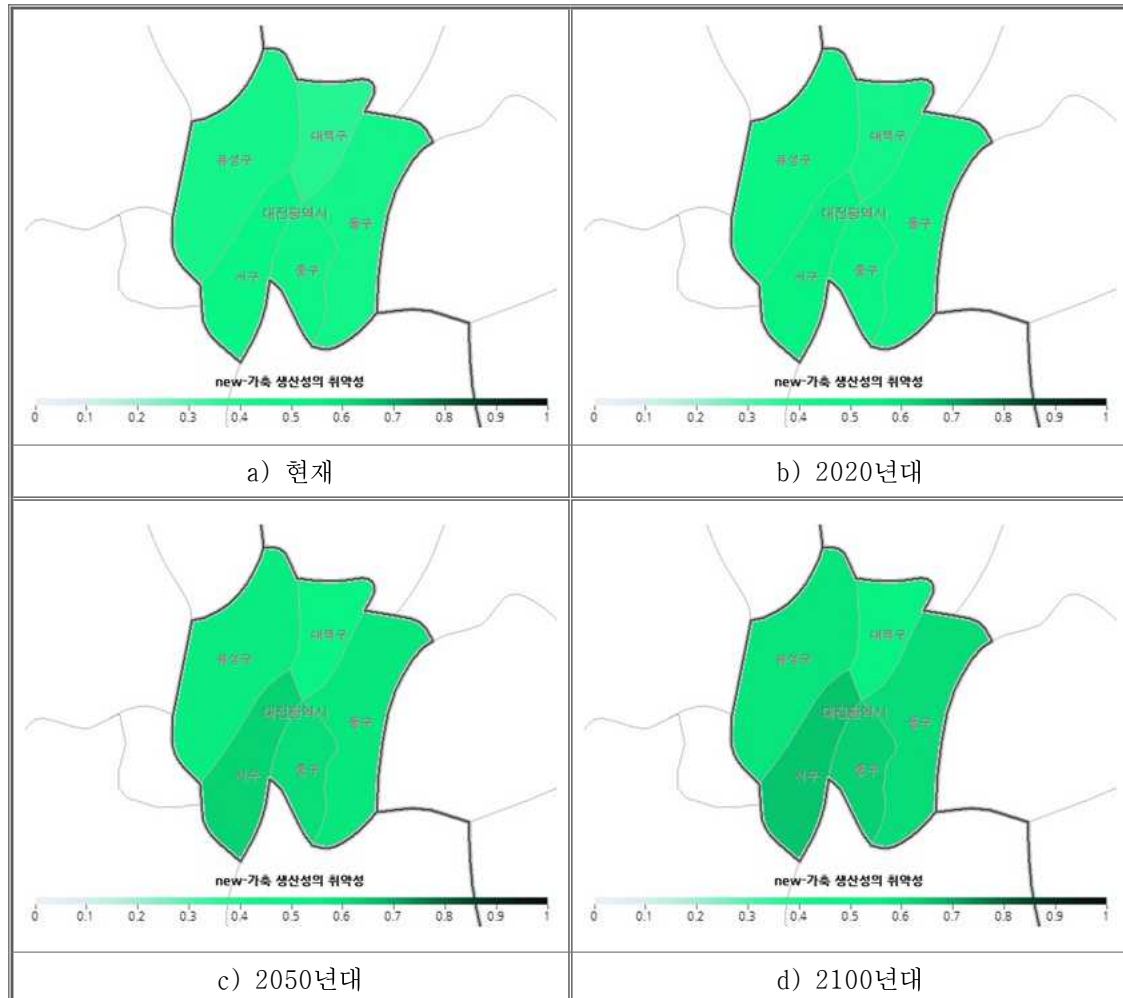 대덕구
유성구
대전광역시
동구
서구
중구
new-가축 생산성의 취약성
0 0.1 0.2 0.3 0.4 0.5 0.6 0.7 0.8 0.9 1
a) 현재
대덕구
유성구
대전광역시
동구
서구
중구
new-가축 생산성의 취약성
0 0.1 0.2 0.3 0.4 0.5 0.6 0.7 0.8 0.9 1
b) 2020년대
대덕구
유성구
대전광역시
동구
서구
중구
new-가축 생산성의 취약성
0 0.1 0.2 0.3 0.4 0.5 0.6 0.7 0.8 0.9 1
c) 2050년대
대덕구
유성구
대전광역시
동구
서구
중구
new-가축 생산성의 취약성
0 0.1 0.2 0.3 0.4 0.5 0.6 0.7 0.8 0.9 1
d) 2100년대